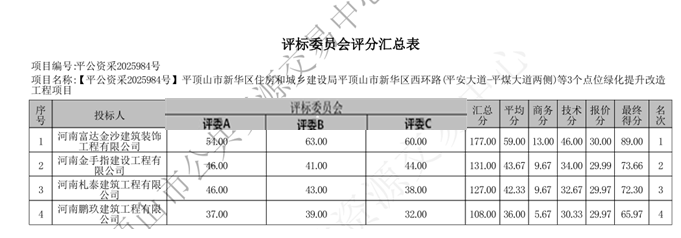 评标委员会评分汇总表
项目编号:平公资采2025984号
项目名称:【平公资采2025984号】平顶山市新华区住房和城乡建设局平顶山市新华区西环路(平安大道-平煤大道两侧)等3个点位绿化提升改造
工程项目
序号 投标人 评标委员会 汇总分 平均分 商务分 技术分 报价分 最终得分 名次
评委A 评委B 评委C
1 河南富达金沙建筑装饰工程有限公司 54.00 63.00 60.00 177.00 59.00 13.00 46.00 30.00 89.00 1
2 河南金手指建设工程有限公司 46.00 41.00 44.00 131.00 43.67 9.67 34.00 29.99 73.66 2
3 河南札泰建筑工程有限公司 46.00 43.00 38.00 127.00 42.33 9.67 32.67 29.97 72.30 3
4 河南鹏玖建筑工程有限公司 37.00 39.00 32.00 108.00 36.00 5.67 30.33 29.97 65.97 4